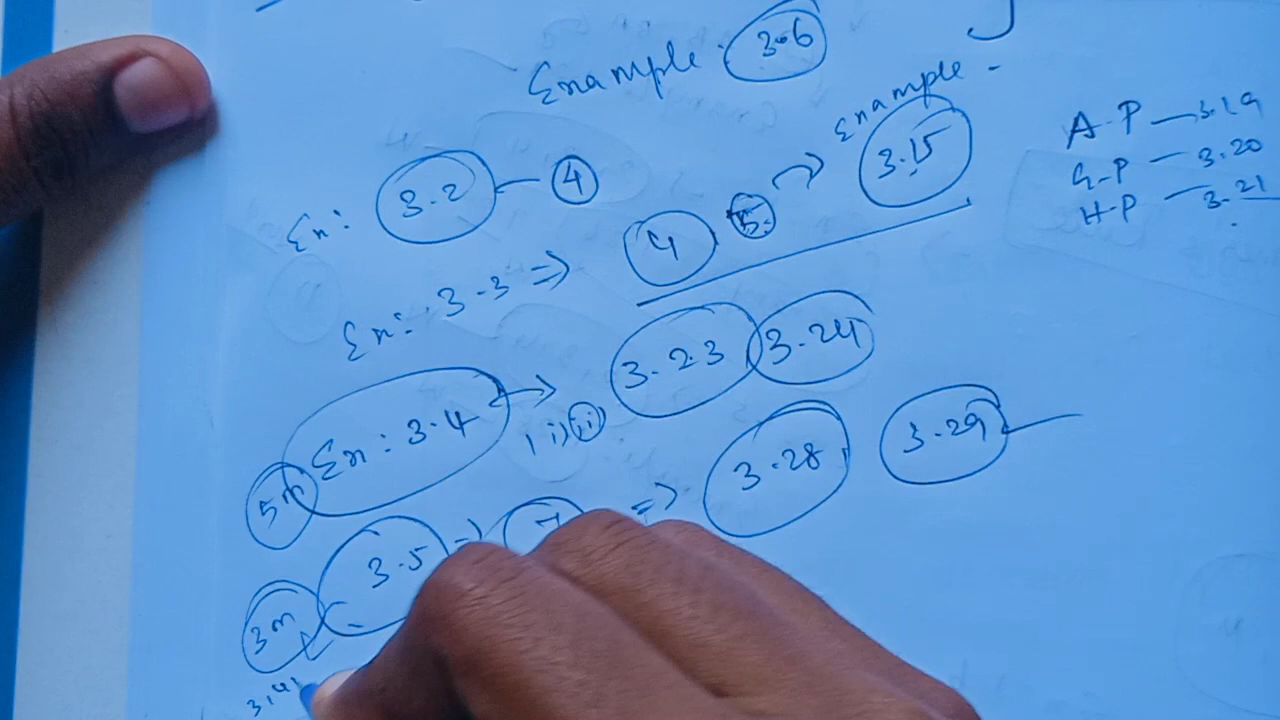 Example 3.6
Example -
Ex: 3.2 - 4
Ex: 3.3 ⇒ 4 5. → 3.15
A.P - 3.19
G.P - 3.20
H.P - 3.21
Ex: 3.4 → 3.23 3.24
5m
1 i) ii)
3.5 → 7 ⇒ 3.28 3.29
3m